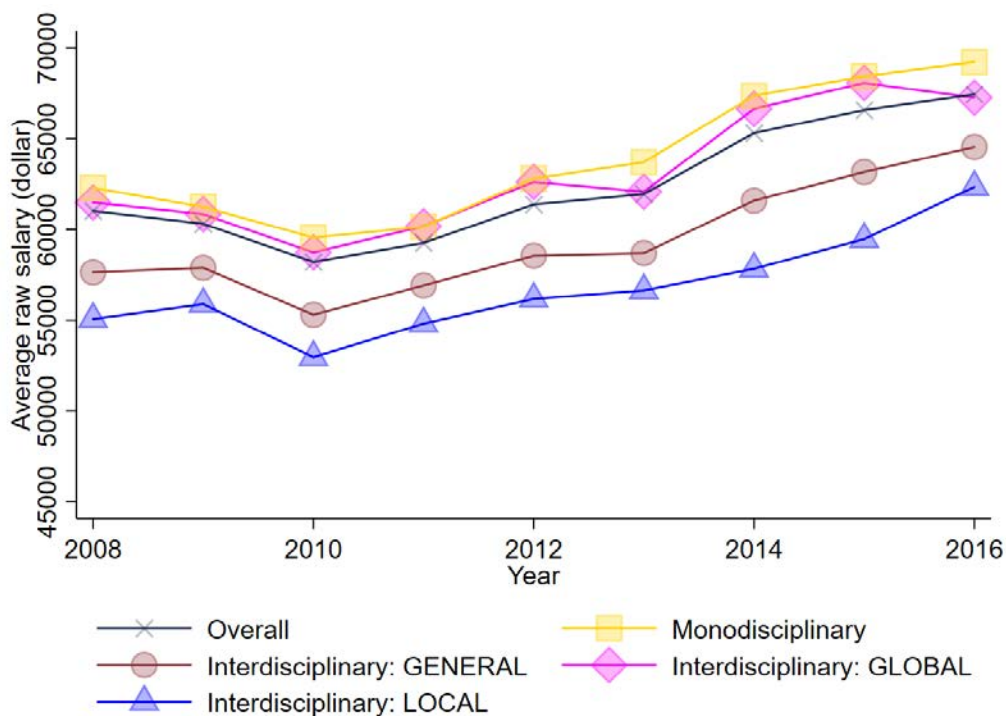 Average raw salary (dollar)
70000
65000
60000
55000
50000
45000
2008 2010 2012 2014 2016
Year
Overall
Monodisciplinary
Interdisciplinary: GENERAL
Interdisciplinary: GLOBAL
Interdisciplinary: LOCAL